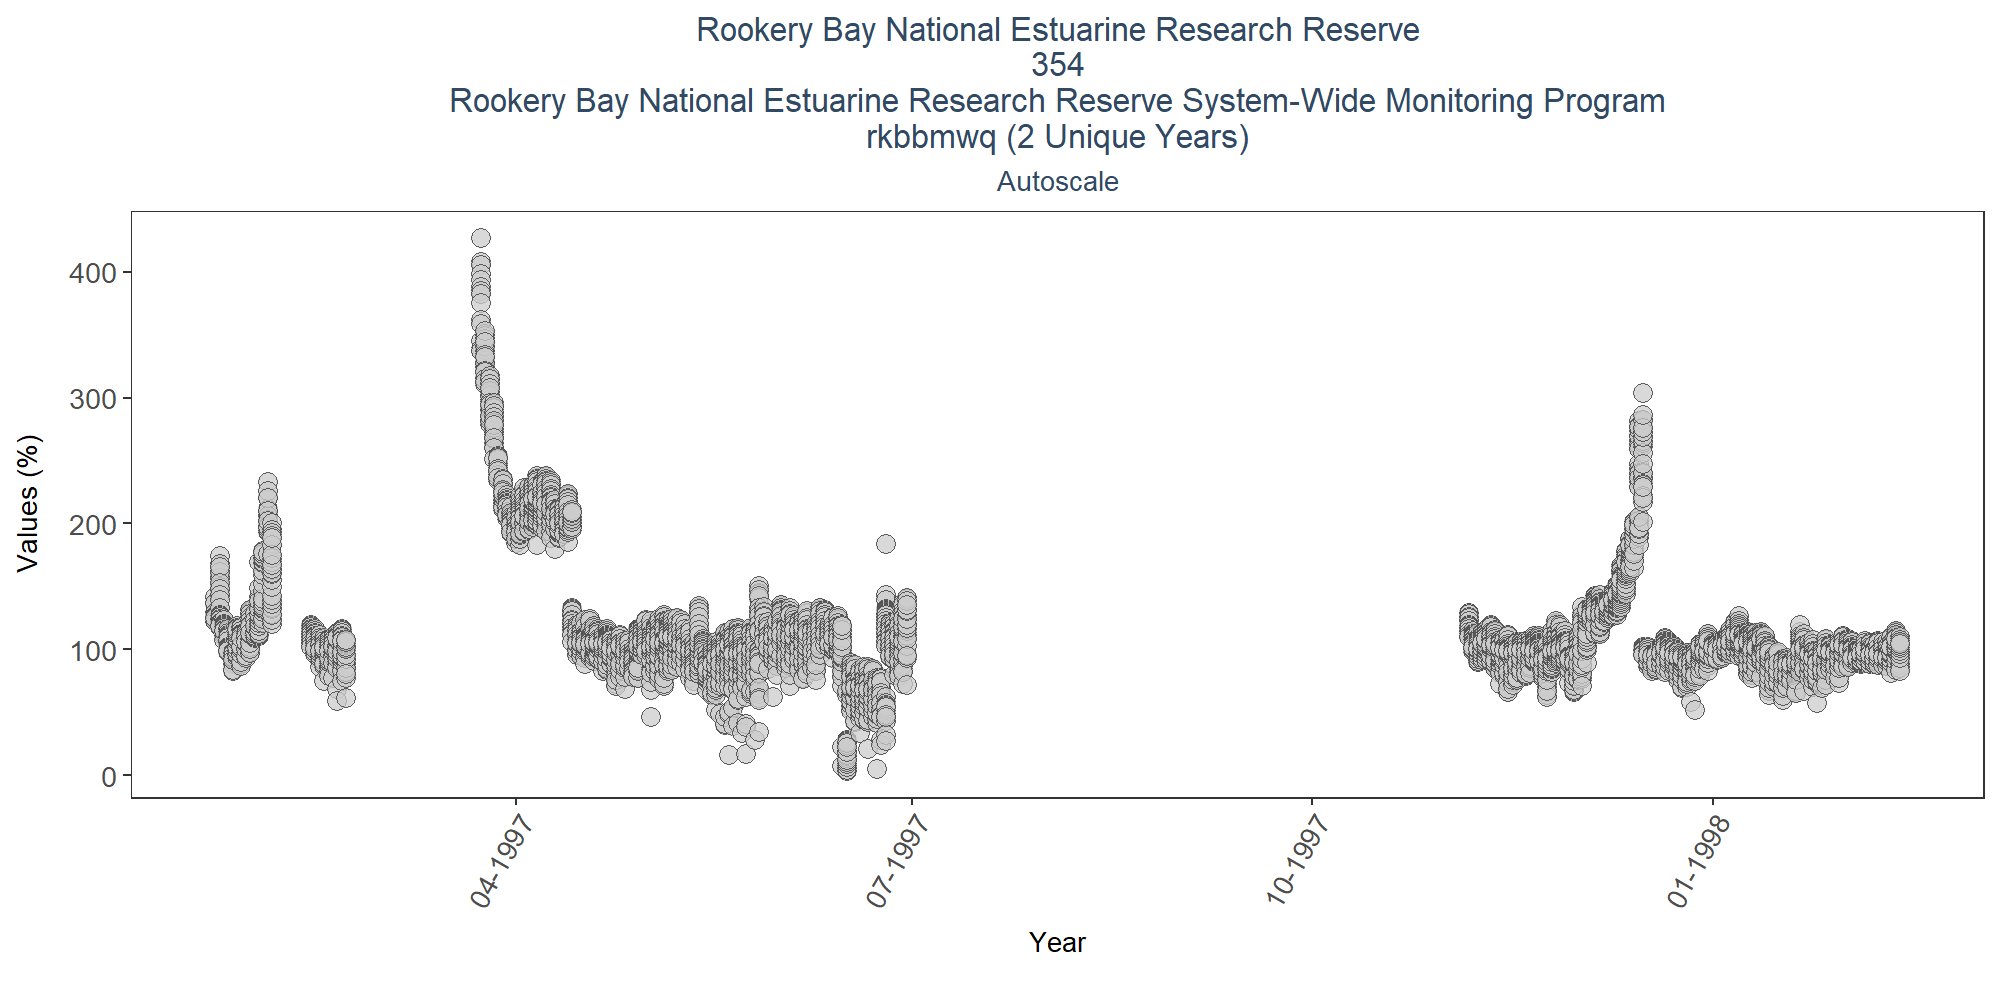 Rookery Bay National Estuarine Research Reserve
354
Rookery Bay National Estuarine Research Reserve System-Wide Monitoring Program
rkbbmwq (2 Unique Years)
Autoscale
Values (%)
400
300
200
100
0
04-1997
07-1997
10-1997
01-1998
Year